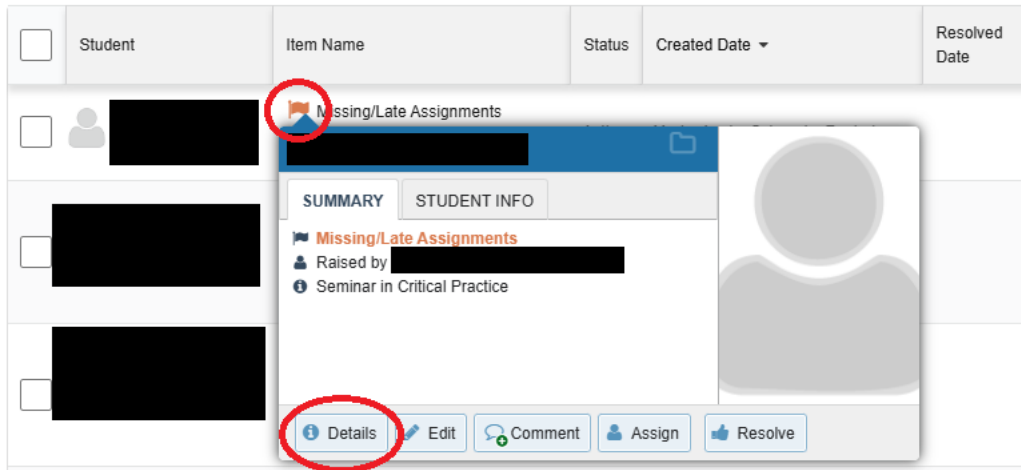 Student
Item Name
Status
Created Date
Resolved
Date
Missing/Late Assignments
SUMMARY
STUDENT INFO
Missing/Late Assignments
Raised by
Seminar in Critical Practice
Details
Edit
Comment
Assign
Resolve